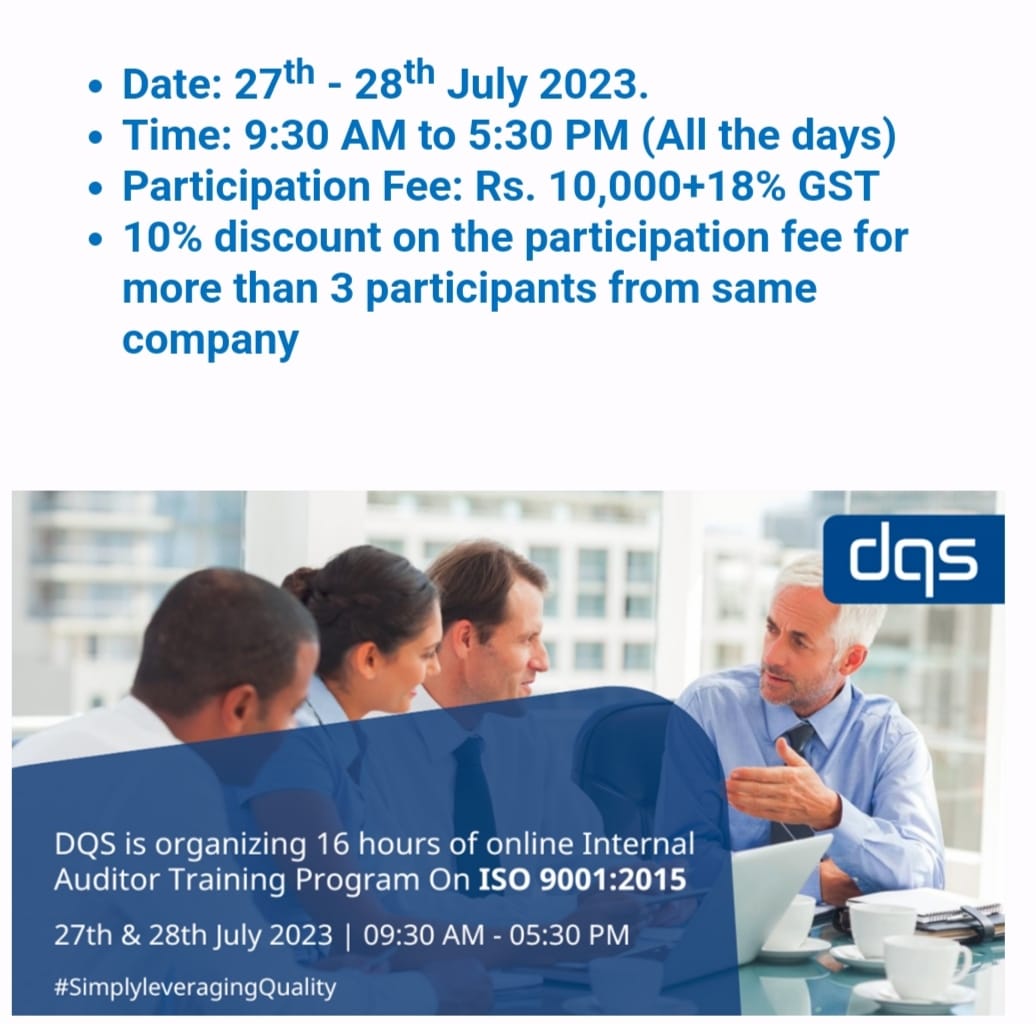 • Date: 27th - 28th July 2023.
• Time: 9:30 AM to 5:30 PM (All the days)
• Participation Fee: Rs. 10,000+18% GST
• 10% discount on the participation fee for
more than 3 participants from same
company
dqs
DQS is organizing 16 hours of online Internal
Auditor Training Program On ISO 9001:2015
27th & 28th July 2023 | 09:30 AM - 05:30 PM
#SimplyleveragingQuality